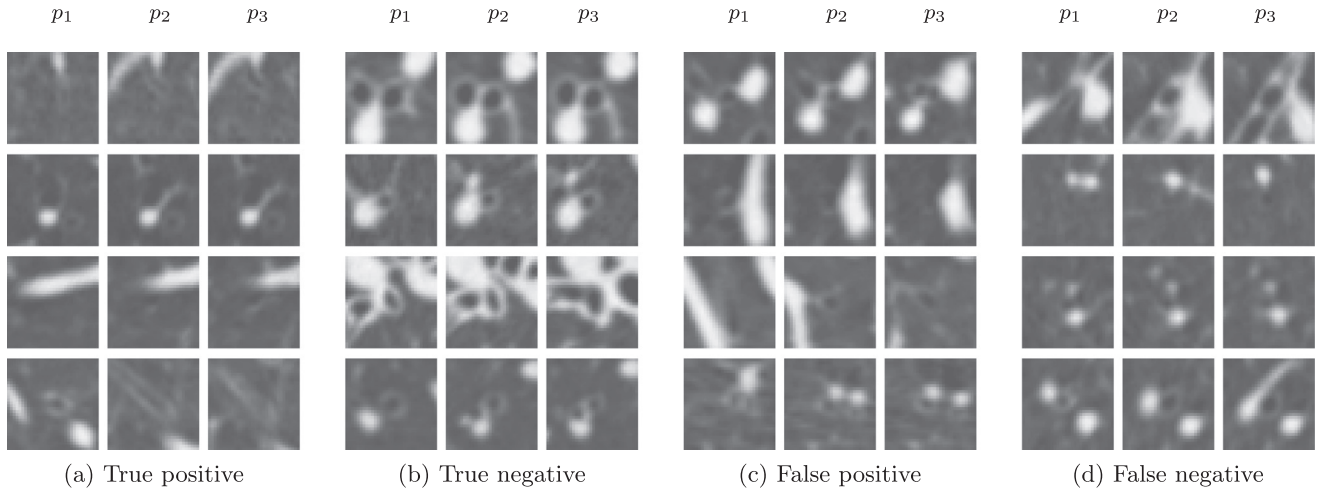 p1 p2 p3 p1 p2 p3 p1 p2 p3 p1 p2 p3
(a) True positive (b) True negative (c) False positive (d) False negative